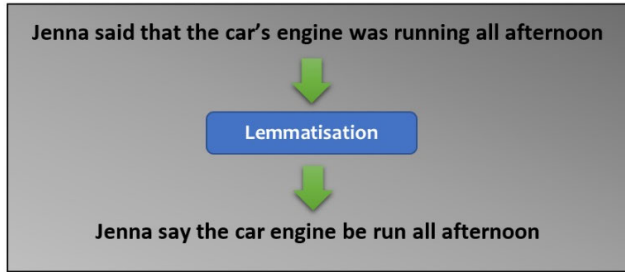 Jenna said that the car’s engine was running all afternoon
Lemmatisation
Jenna say the car engine be run all afternoon